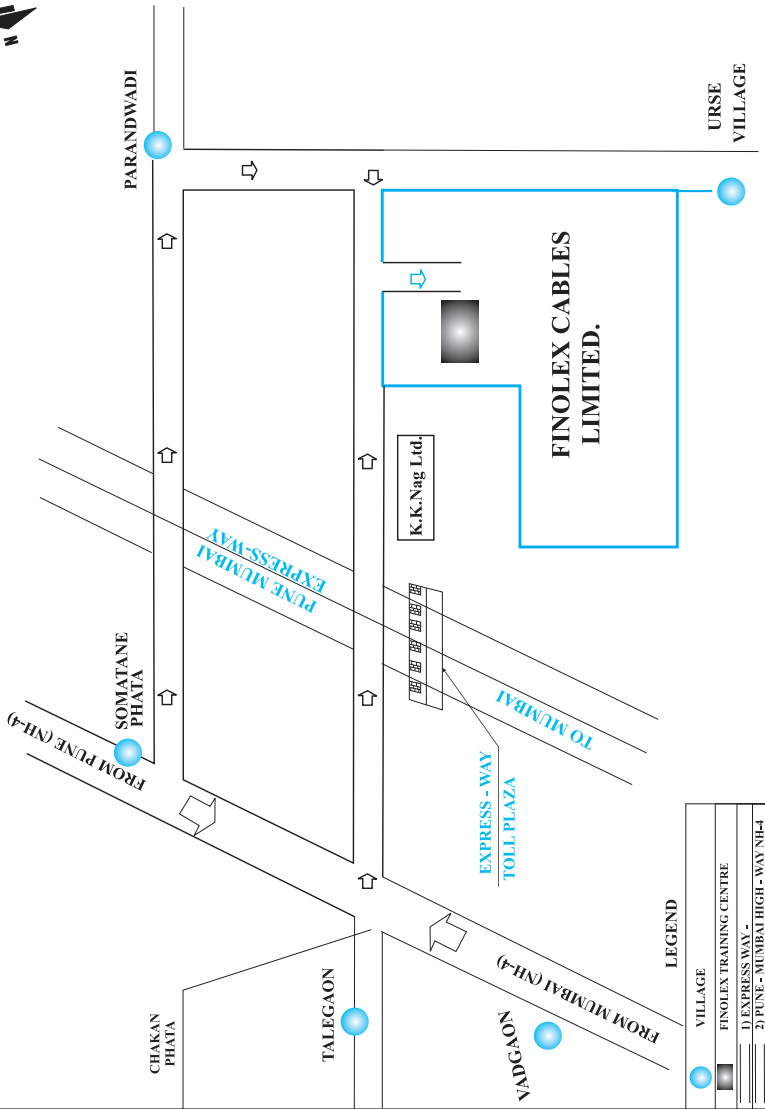 N
PARANDWADI
URSE
VILLAGE
FINOLEX CABLES
LIMITED.
K.K.Nag Ltd.
PUNE MUMBAI
EXPRESS-WAY
SOMATANE
PHATA
FROM PUNE (NH-4)
TO MUMBAI
EXPRESS - WAY
TOLL PLAZA
CHAKAN
PHATA
TALEGAON
VADGAON
FROM MUMBAI (NH-4)
LEGEND
VILLAGE
FINOLEX TRAINING CENTRE
1) EXPRESS WAY -
2) PUNE - MUMBAI HIGH - WAY NH-4